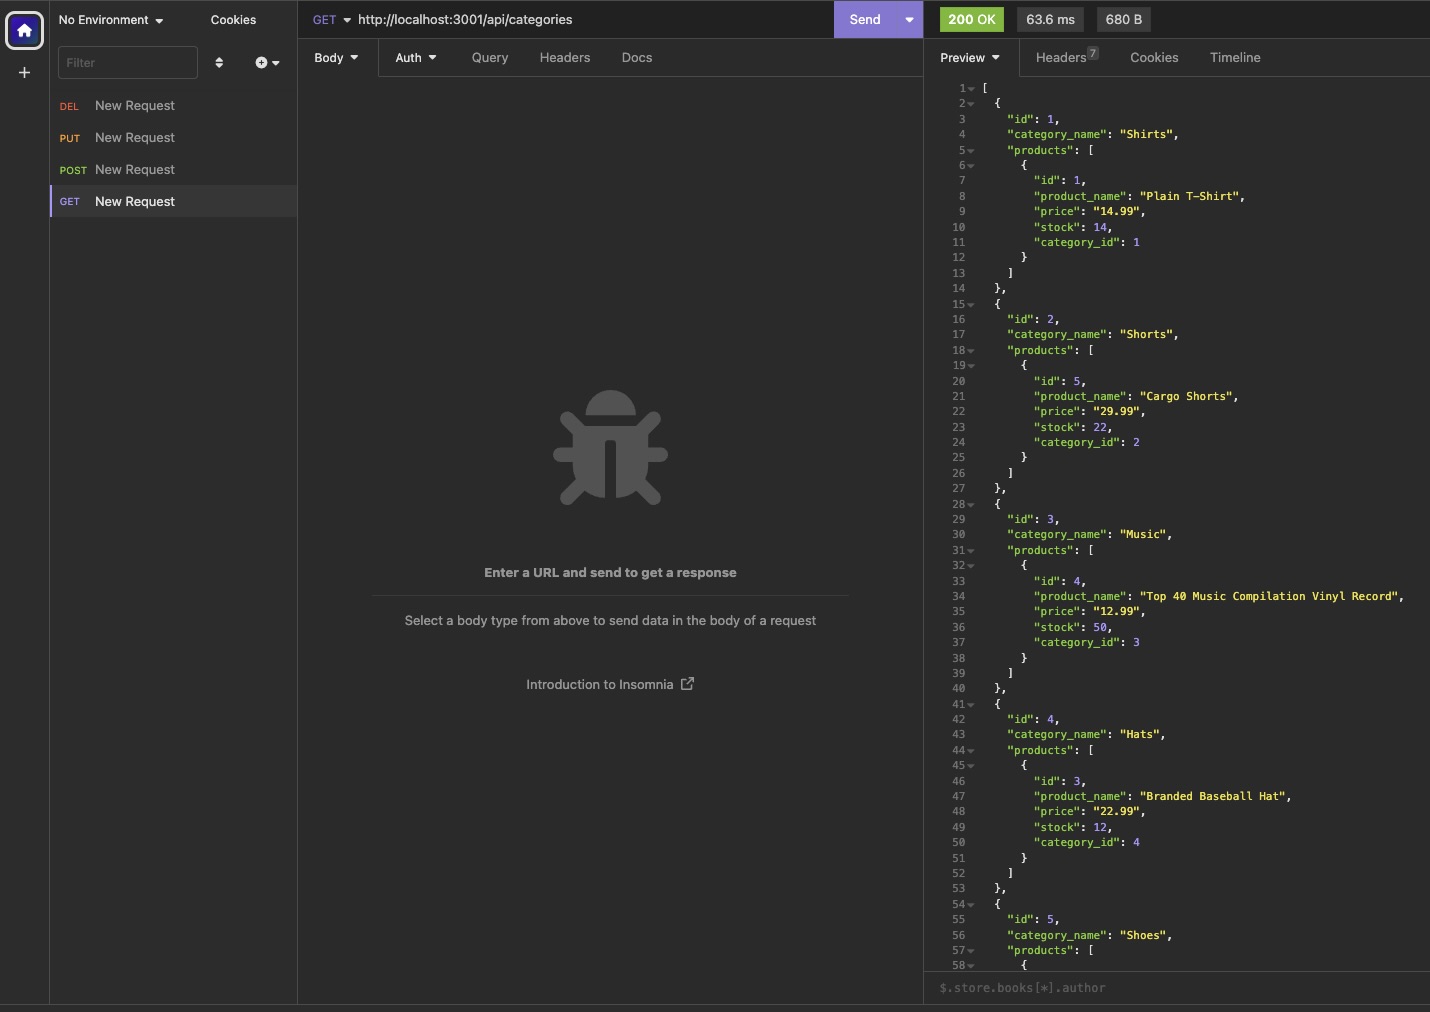 No Environment
Cookies
Filter
DEL New Request
PUT New Request
POST New Request
GET New Request
GET http://localhost:3001/api/categories
Send
Body
Auth
Query
Headers
Docs
Enter a URL and send to get a response
Select a body type from above to send data in the body of a request
Introduction to Insomnia
200 OK
63.6 ms
680 B
Preview
Headers 7
Cookies
Timeline
1 [
2 {
3 "id": 1,
4 "category_name": "Shirts",
5 "products": [
6 {
7 "id": 1,
8 "product_name": "Plain T-Shirt",
9 "price": "14.99",
10 "stock": 14,
11 "category_id": 1
12 }
13 ]
14 },
15 {
16 "id": 2,
17 "category_name": "Shorts",
18 "products": [
19 {
20 "id": 5,
21 "product_name": "Cargo Shorts",
22 "price": "29.99",
23 "stock": 22,
24 "category_id": 2
25 }
26 ]
27 },
28 {
29 "id": 3,
30 "category_name": "Music",
31 "products": [
32 {
33 "id": 4,
34 "product_name": "Top 40 Music Compilation Vinyl Record",
35 "price": "12.99",
36 "stock": 50,
37 "category_id": 3
38 }
39 ]
40 },
41 {
42 "id": 4,
43 "category_name": "Hats",
44 "products": [
45 {
46 "id": 3,
47 "product_name": "Branded Baseball Hat",
48 "price": "22.99",
49 "stock": 12,
50 "category_id": 4
51 }
52 ]
53 },
54 {
55 "id": 5,
56 "category_name": "Shoes",
57 "products": [
58 {
$.store.books[*].author